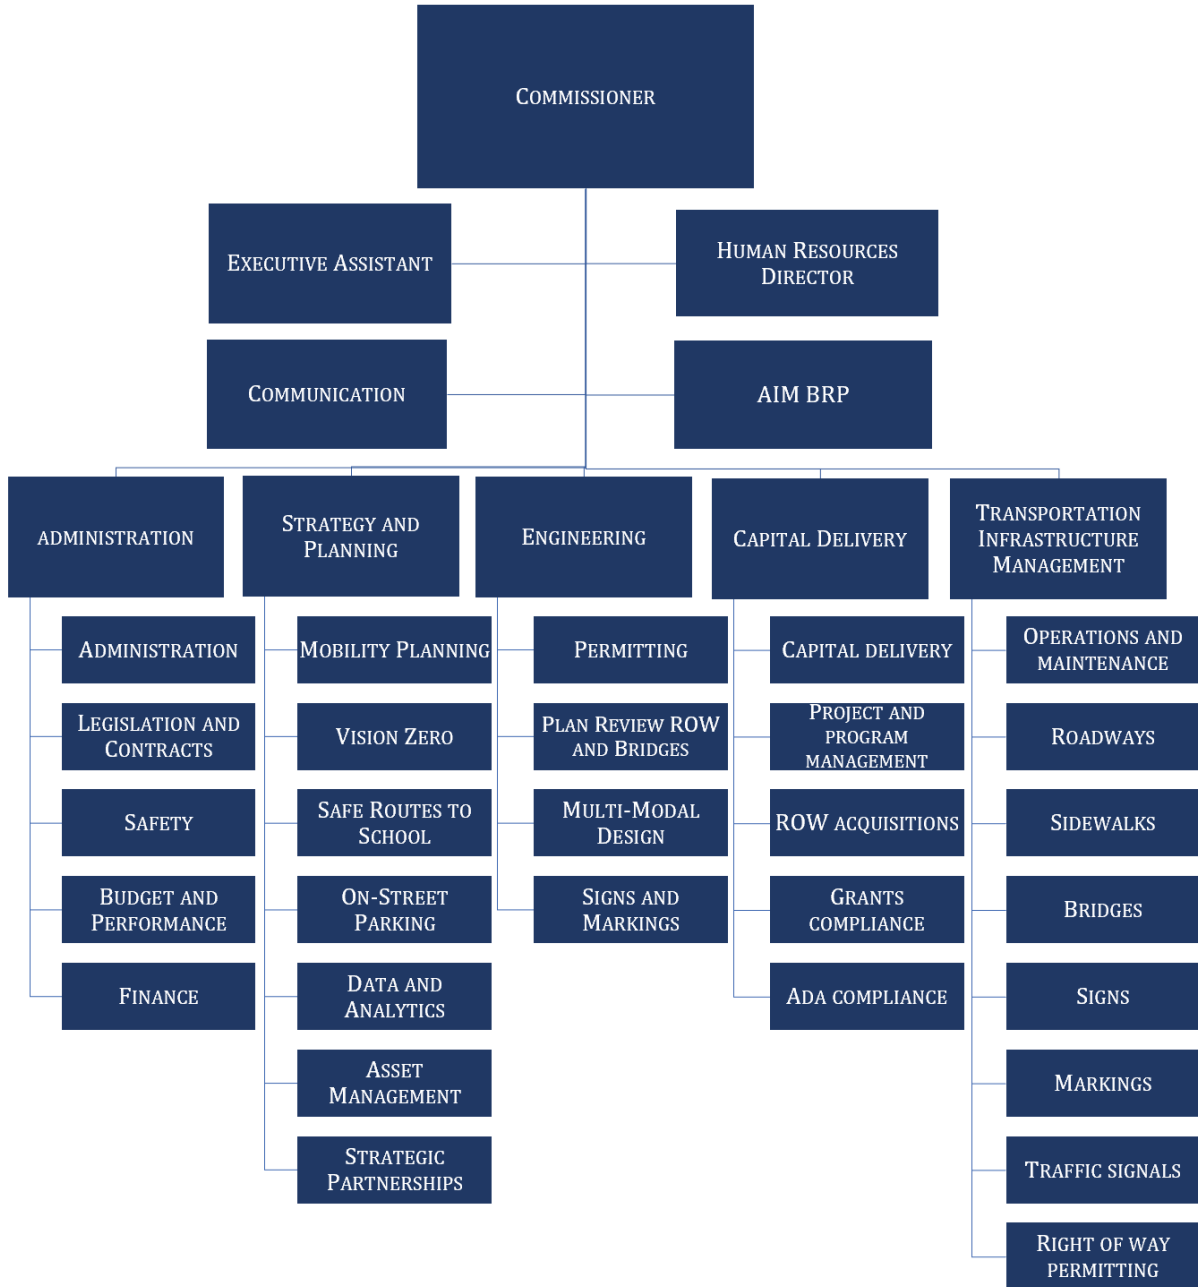 COMMISSIONER
EXECUTIVE ASSISTANT
HUMAN RESOURCES
DIRECTOR
COMMUNICATION
AIM BRP
ADMINISTRATION
STRATEGY AND
PLANNING
ENGINEERING
CAPITAL DELIVERY
TRANSPORTATION
INFRASTRUCTURE
MANAGEMENT
ADMINISTRATION
LEGISLATION AND
CONTRACTS
SAFETY
BUDGET AND
PERFORMANCE
FINANCE
MOBILITY PLANNING
VISION ZERO
SAFE ROUTES TO
SCHOOL
ON-STREET
PARKING
DATA AND
ANALYTICS
ASSET
MANAGEMENT
STRATEGIC
PARTNERSHIPS
PERMITTING
PLAN REVIEW ROW
AND BRIDGES
MULTI-MODAL
DESIGN
SIGNS AND
MARKINGS
CAPITAL DELIVERY
PROJECT AND
PROGRAM
MANAGEMENT
ROW ACQUISITIONS
GRANTS
COMPLIANCE
ADA COMPLIANCE
OPERATIONS AND
MAINTENANCE
ROADWAYS
SIDEWALKS
BRIDGES
SIGNS
MARKINGS
TRAFFIC SIGNALS
RIGHT OF WAY
PERMITTING